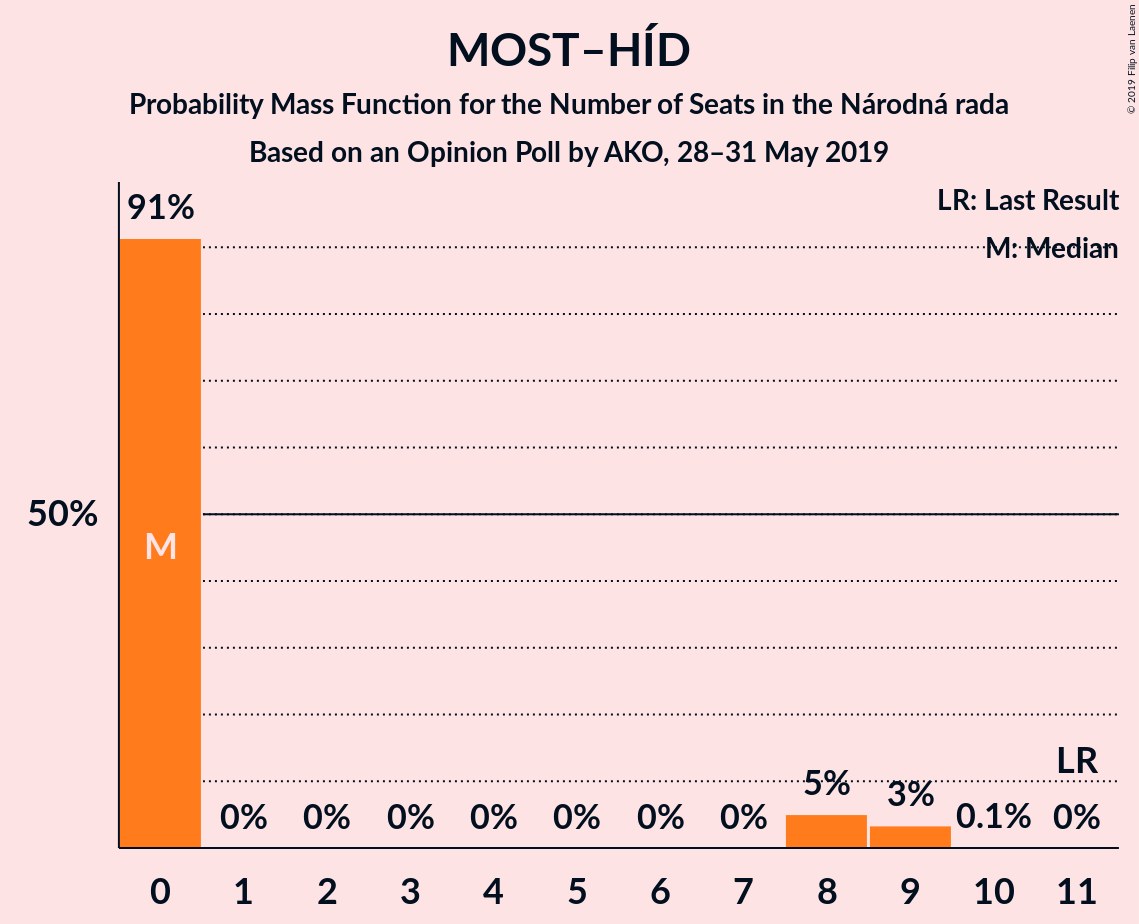 MOST–HÍD
Probability Mass Function for the Number of Seats in the Národná rada
Based on an Opinion Poll by AKO, 28–31 May 2019
© 2019 Filip van Laenen
LR: Last Result
M: Median
91%
50%
M
LR
0% 0% 0% 0% 0% 0% 0% 5% 3% 0.1% 0%
0 1 2 3 4 5 6 7 8 9 10 11